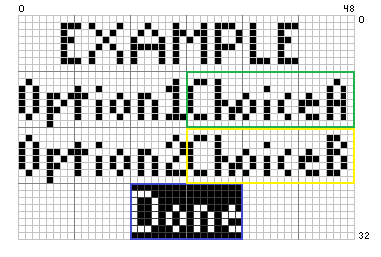 0 48
0
EXAMPLE
Option1ChoiceA
Option2ChoiceB
Done
32